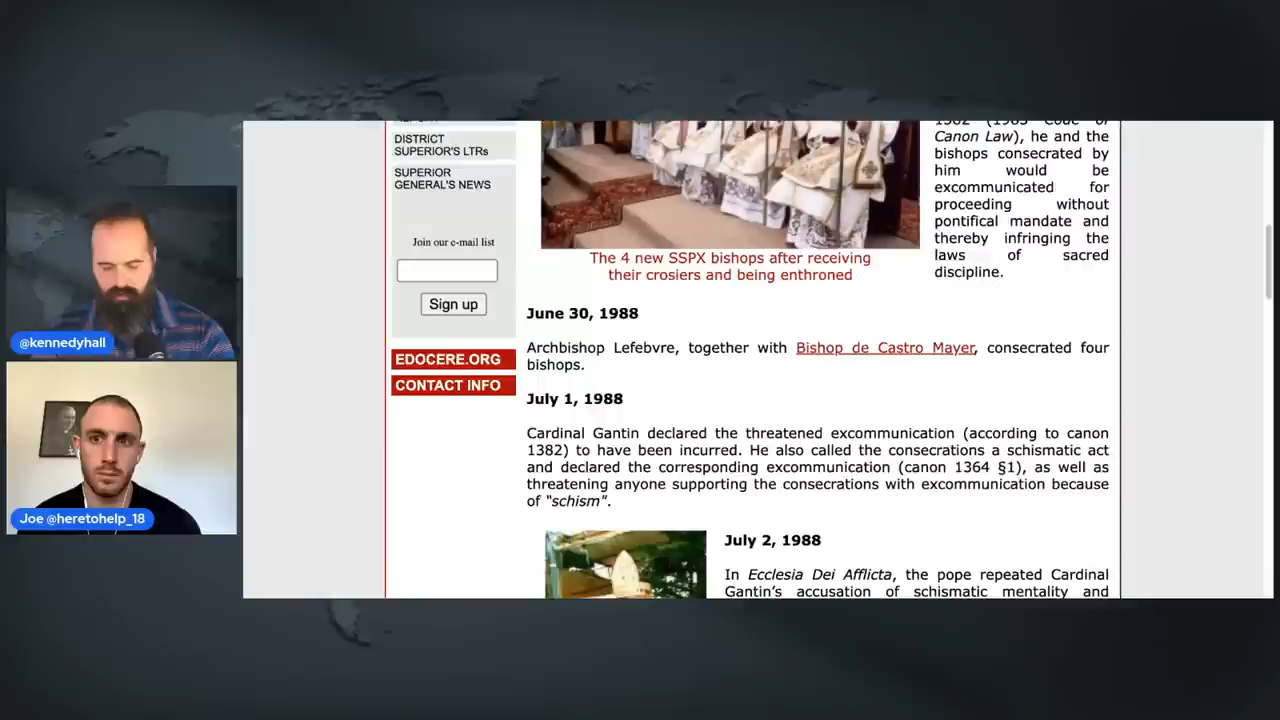 DISTRICT
SUPERIOR'S LTRs
SUPERIOR
GENERAL'S NEWS
Join our e-mail list
Sign up
EDOCERE.ORG
CONTACT INFO
The 4 new SSPX bishops after receiving
their crosiers and being enthroned
Canon Law), he and the
bishops consecrated by
him would be
excommunicated for
proceeding without
pontifical mandate and
thereby infringing the
laws of sacred
discipline.
June 30, 1988
Archbishop Lefebvre, together with Bishop de Castro Mayer, consecrated four
bishops.
July 1, 1988
Cardinal Gantin declared the threatened excommunication (according to canon
1382) to have been incurred. He also called the consecrations a schismatic act
and declared the corresponding excommunication (canon 1364 §1), as well as
threatening anyone supporting the consecrations with excommunication because
of "schism".
July 2, 1988
In Ecclesia Dei Afflicta, the pope repeated Cardinal
Gantin's accusation of schismatic mentality and
@kennedyhall
Joe @heretohelp_18